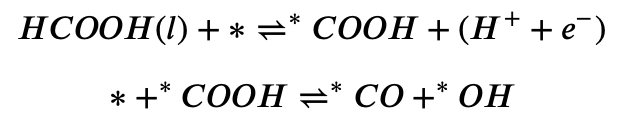 HCOOH(l) + * ⇌ *COOH + (H⁺ + e⁻)
* + *COOH ⇌ *CO + *OH